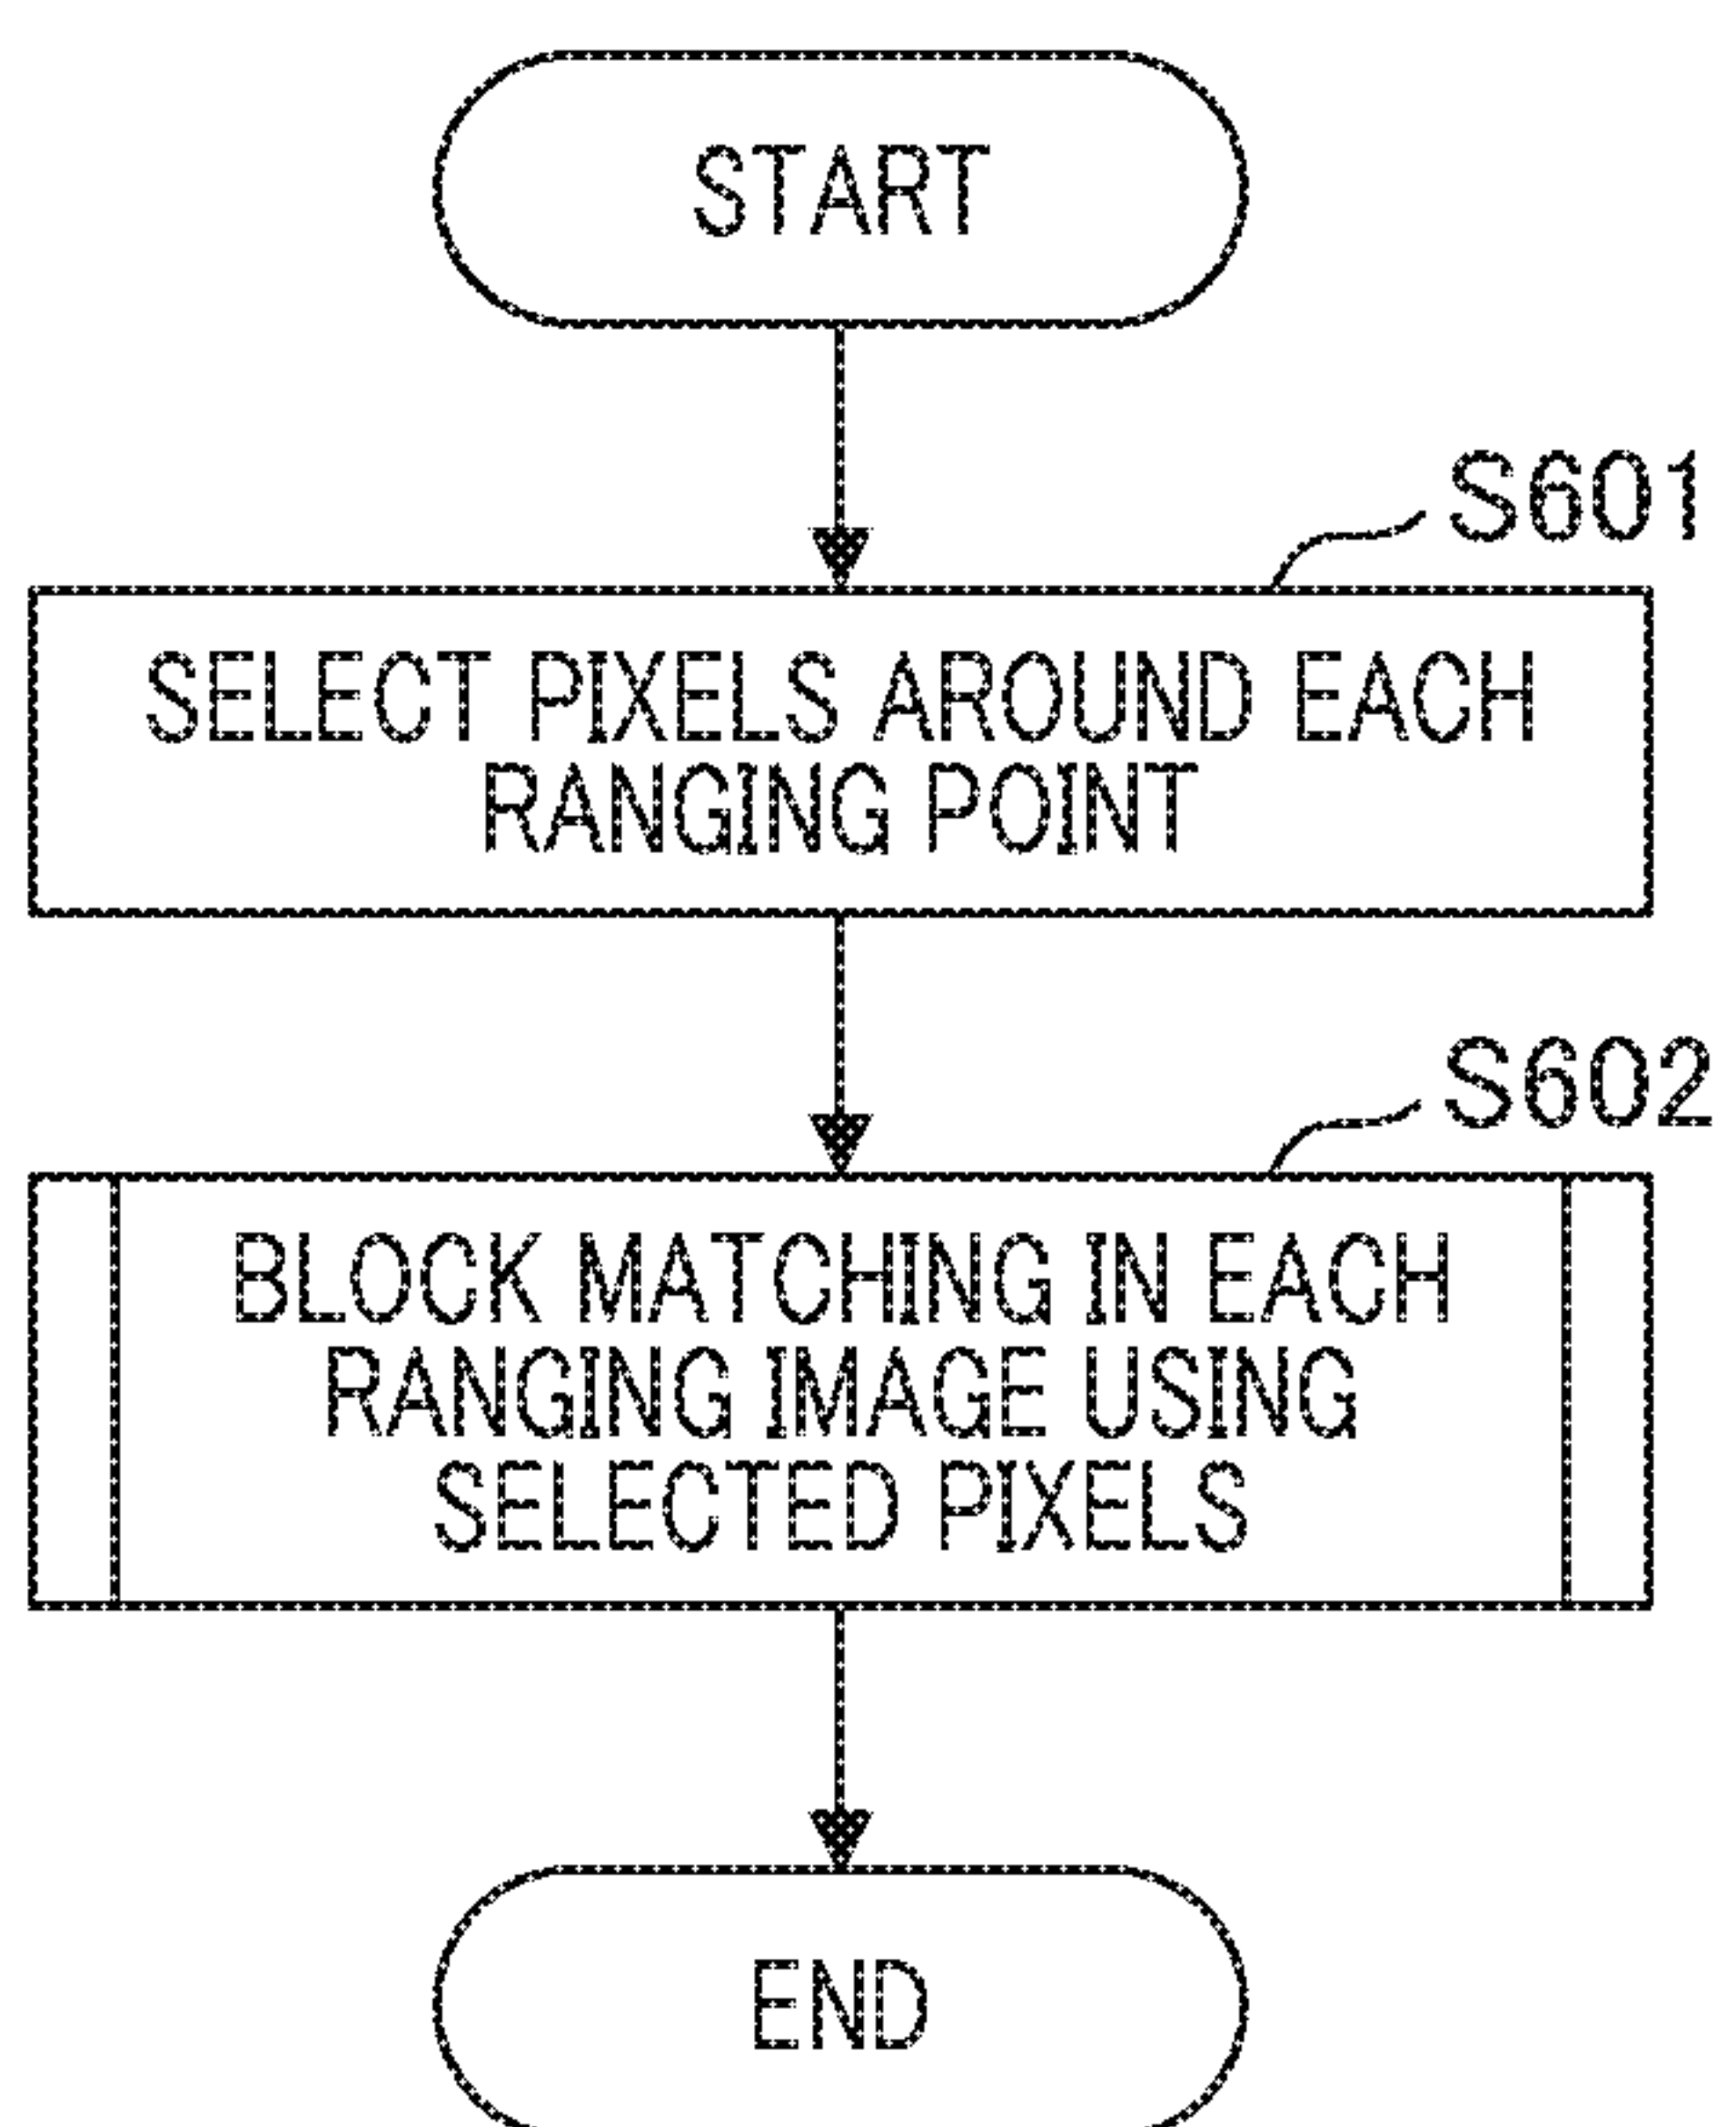 START
S601
SELECT PIXELS AROUND EACH
RANGING POINT
S602
BLOCK MATCHING IN EACH
RANGING IMAGE USING
SELECTED PIXELS
END